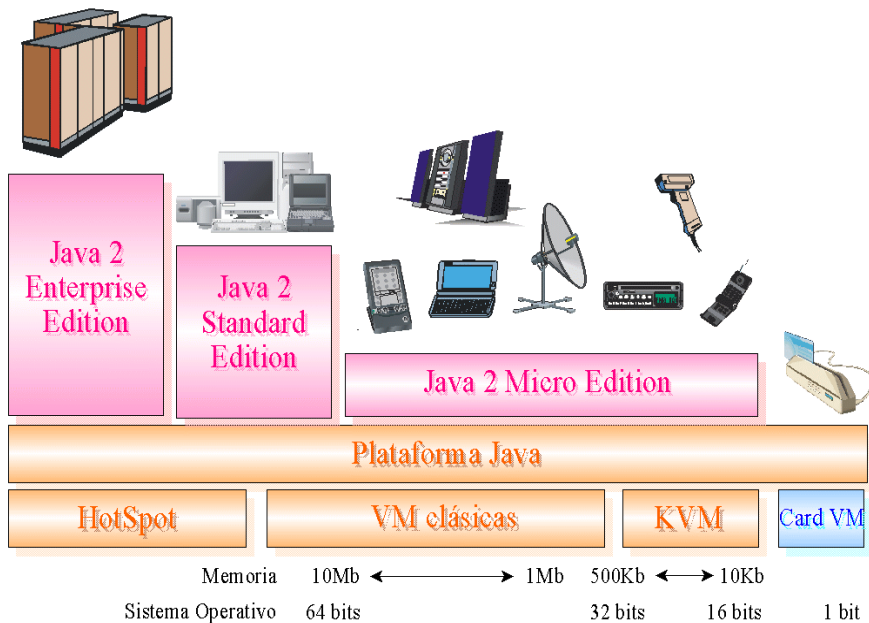 Java 2
Enterprise
Edition
Java 2
Standard
Edition
Java 2 Micro Edition
Plataforma Java
HotSpot
VM clásicas
KVM
Card VM
Memoria 10Mb 1Mb 500Kb 10Kb
Sistema Operativo 64 bits 32 bits 16 bits 1 bit